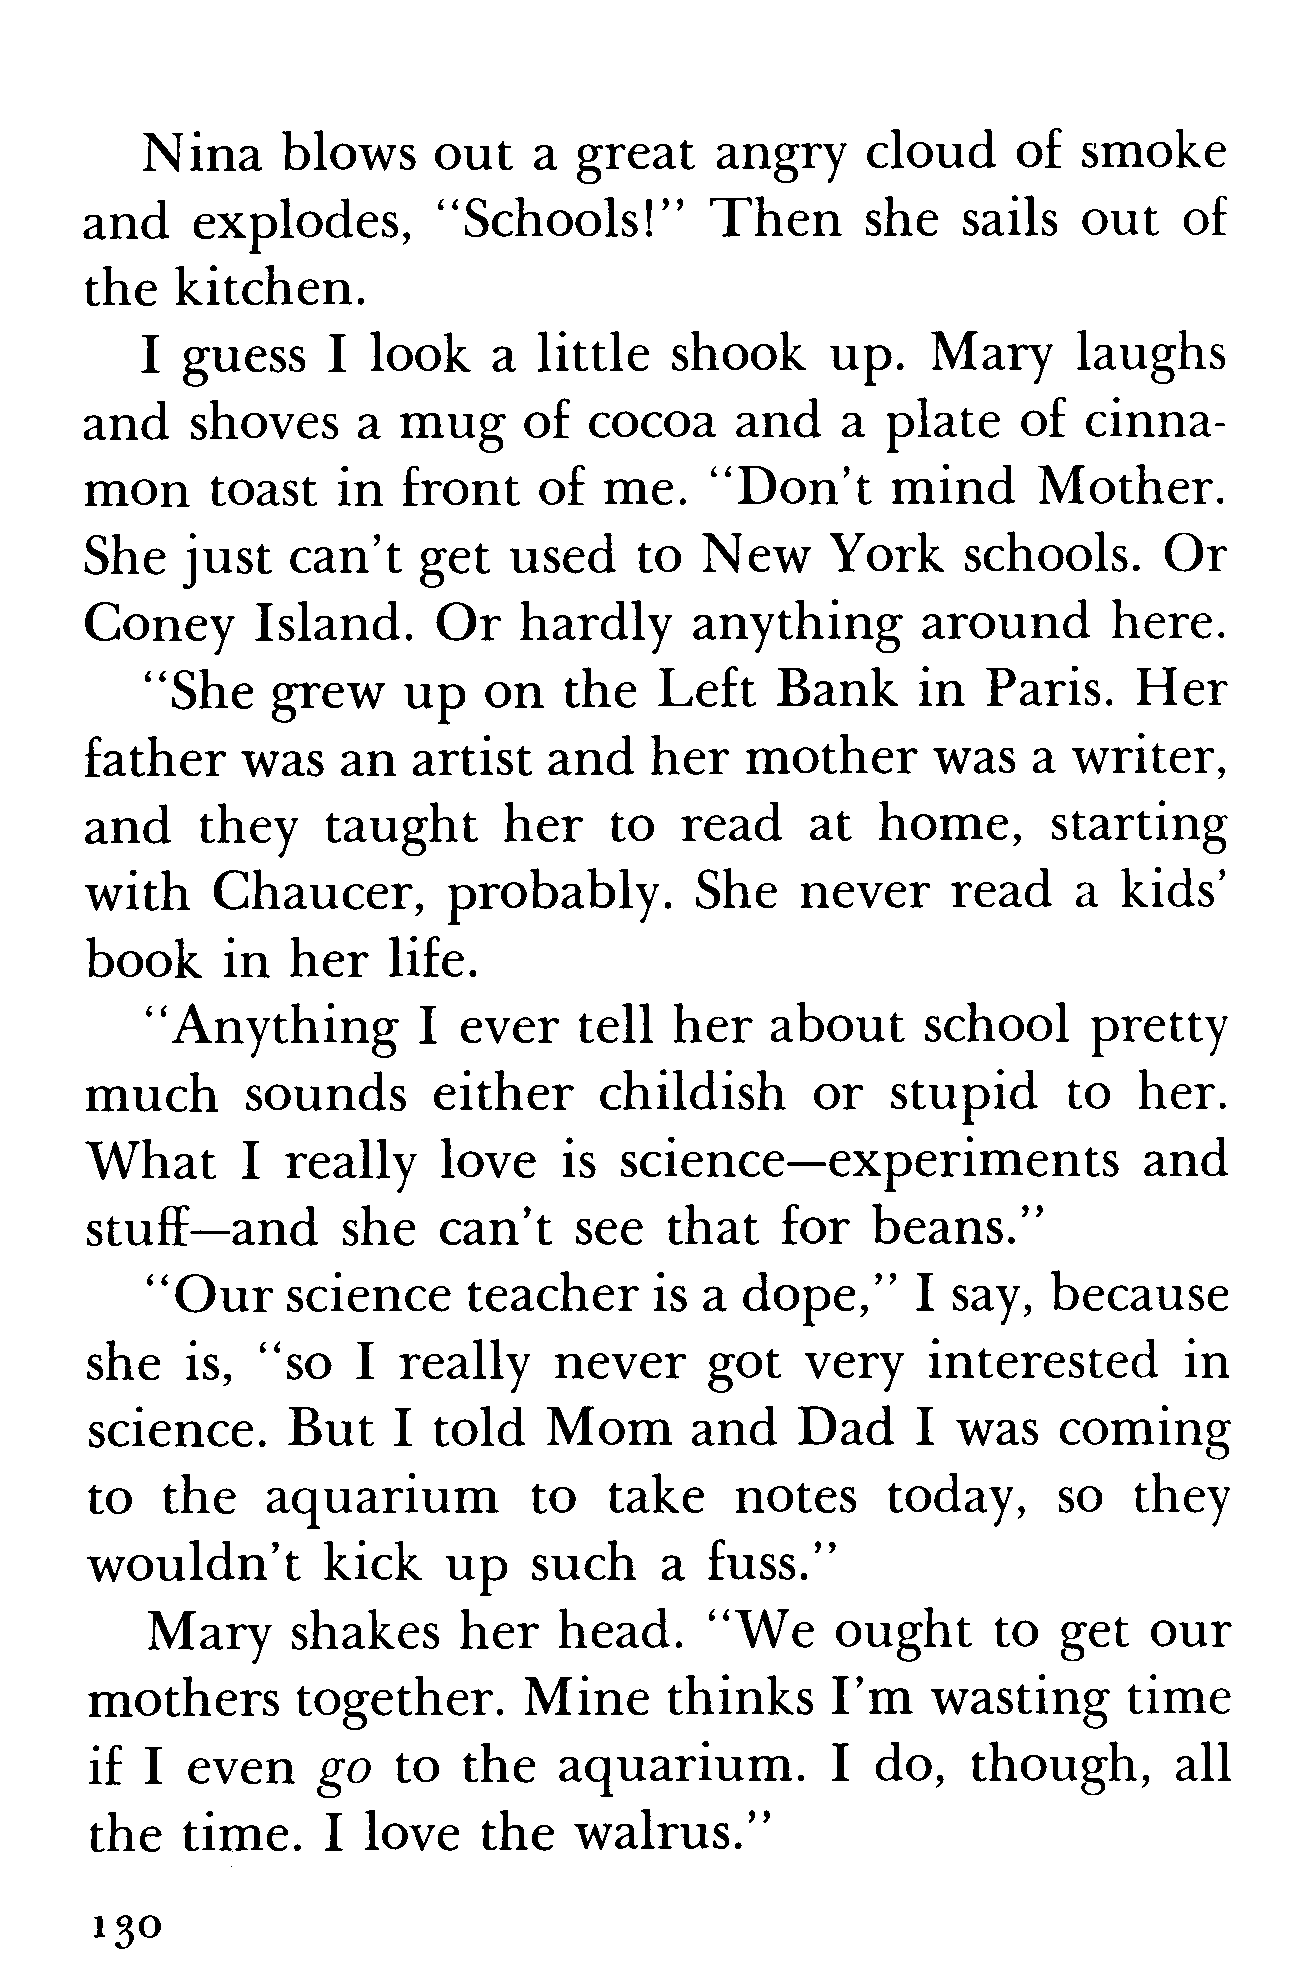 Nina blows out a great angry cloud of smoke
and explodes, “Schools!” Then she sails out of
the kitchen.
I guess I look a little shook up. Mary laughs
and shoves a mug of cocoa and a plate of cinna-
mon toast in front of me. “Don’t mind Mother.
She just can’t get used to New York schools. Or
Coney Island. Or hardly anything around here.
“She grew up on the Left Bank in Paris. Her
father was an artist and her mother was a writer,
and they taught her to read at home, starting
with Chaucer, probably. She never read a kids’
book in her life.
“Anything I ever tell her about school pretty
much sounds either childish or stupid to her.
What I really love is science—experiments and
stuff—and she can’t see that for beans.”
“Our science teacher is a dope,” I say, because
she is, “so I really never got very interested in
science. But I told Mom and Dad I was coming
to the aquarium to take notes today, so they
wouldn’t kick up such a fuss.”
Mary shakes her head. “We ought to get our
mothers together. Mine thinks I’m wasting time
if I even go to the aquarium. I do, though, all
the time. I love the walrus.”
130